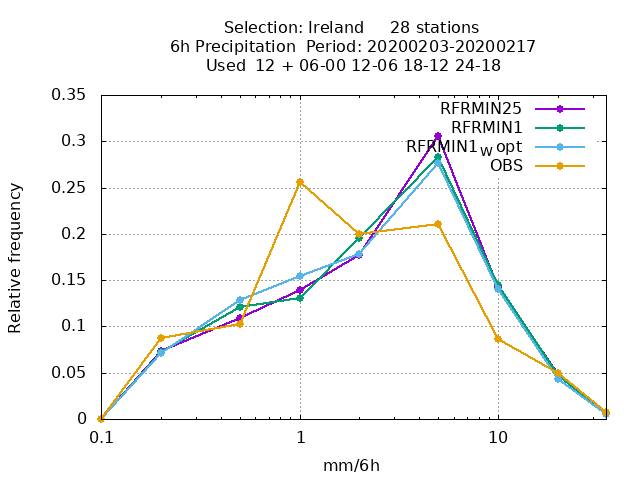 Selection: Ireland 28 stations
6h Precipitation Period: 20200203-20200217
Used 12 + 06-00 12-06 18-12 24-18
0.35
0.3
0.25
0.2
0.15
0.1
0.05
0
0.1 1 10
mm/6h
Relative frequency
RFRMIN25
RFRMIN1
RFRMIN1W opt
OBS